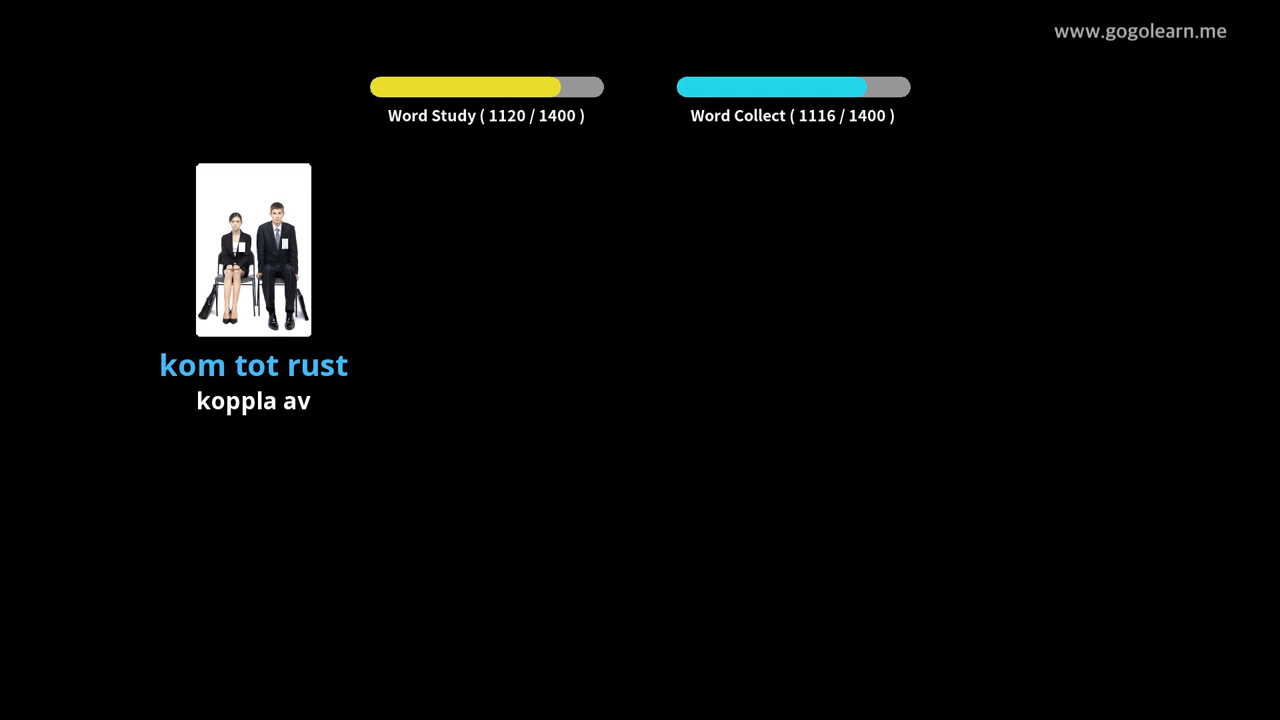 www.gogolearn.me
Word Study ( 1120 / 1400 )
Word Collect ( 1116 / 1400 )
kom tot rust
koppla av